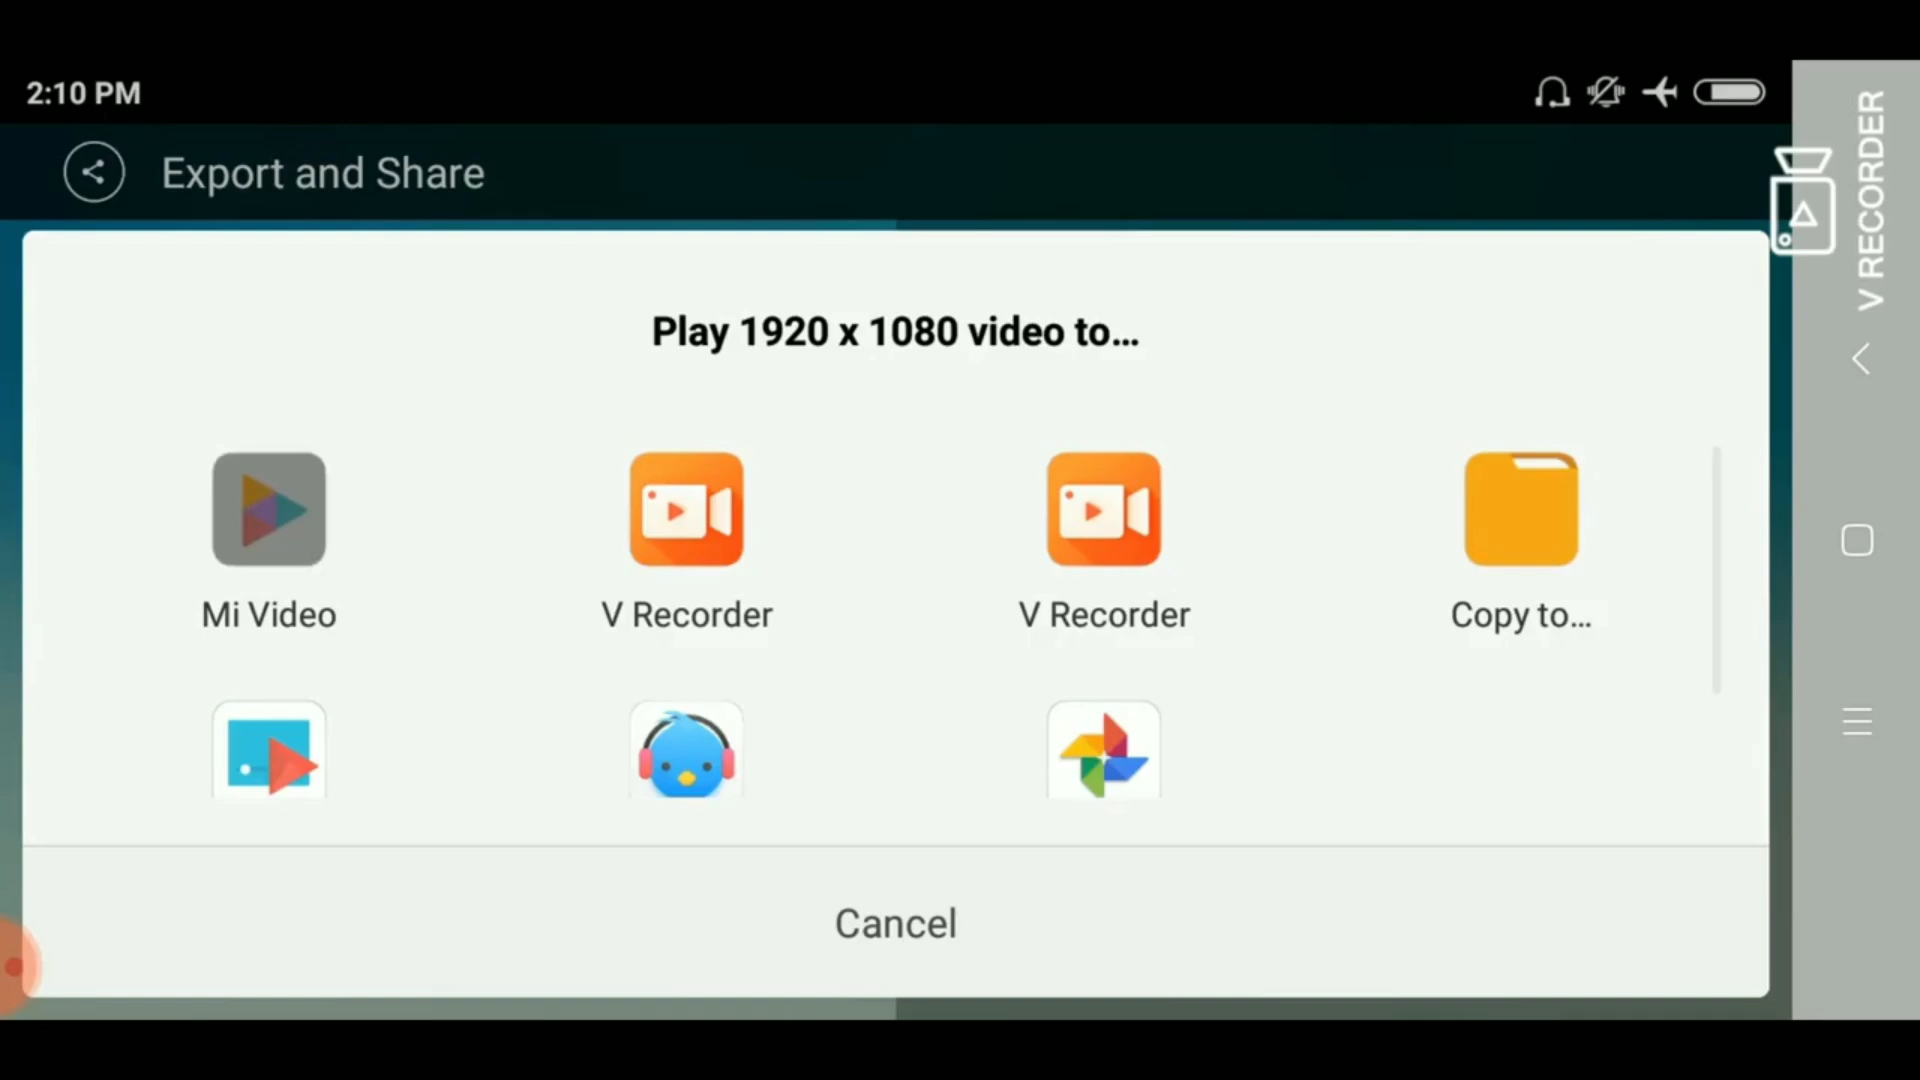 2:10 PM
Export and Share
V RECORDER
Play 1920 x 1080 video to...
Mi Video
V Recorder
V Recorder
Copy to...
Cancel